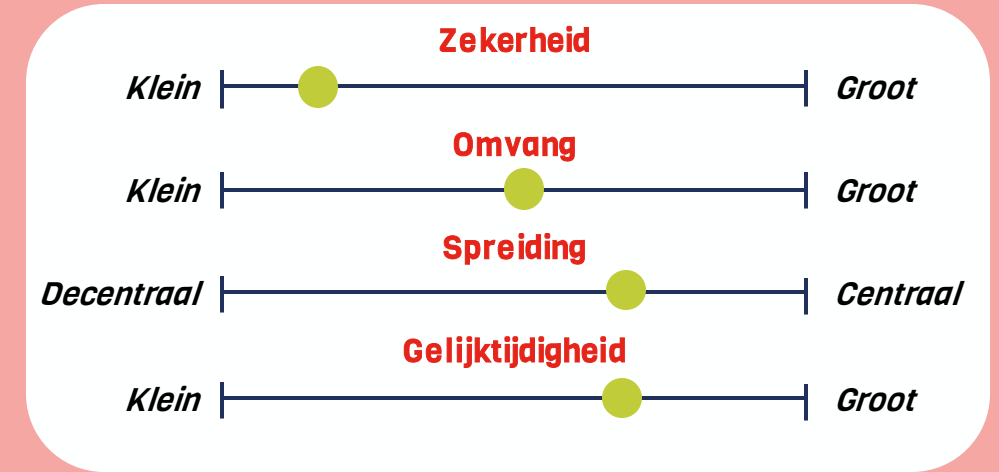 Zekerheid
Klein Groot
Omvang
Klein Groot
Spreiding
Decentraal Centraal
Gelijktijdigheid
Klein Groot